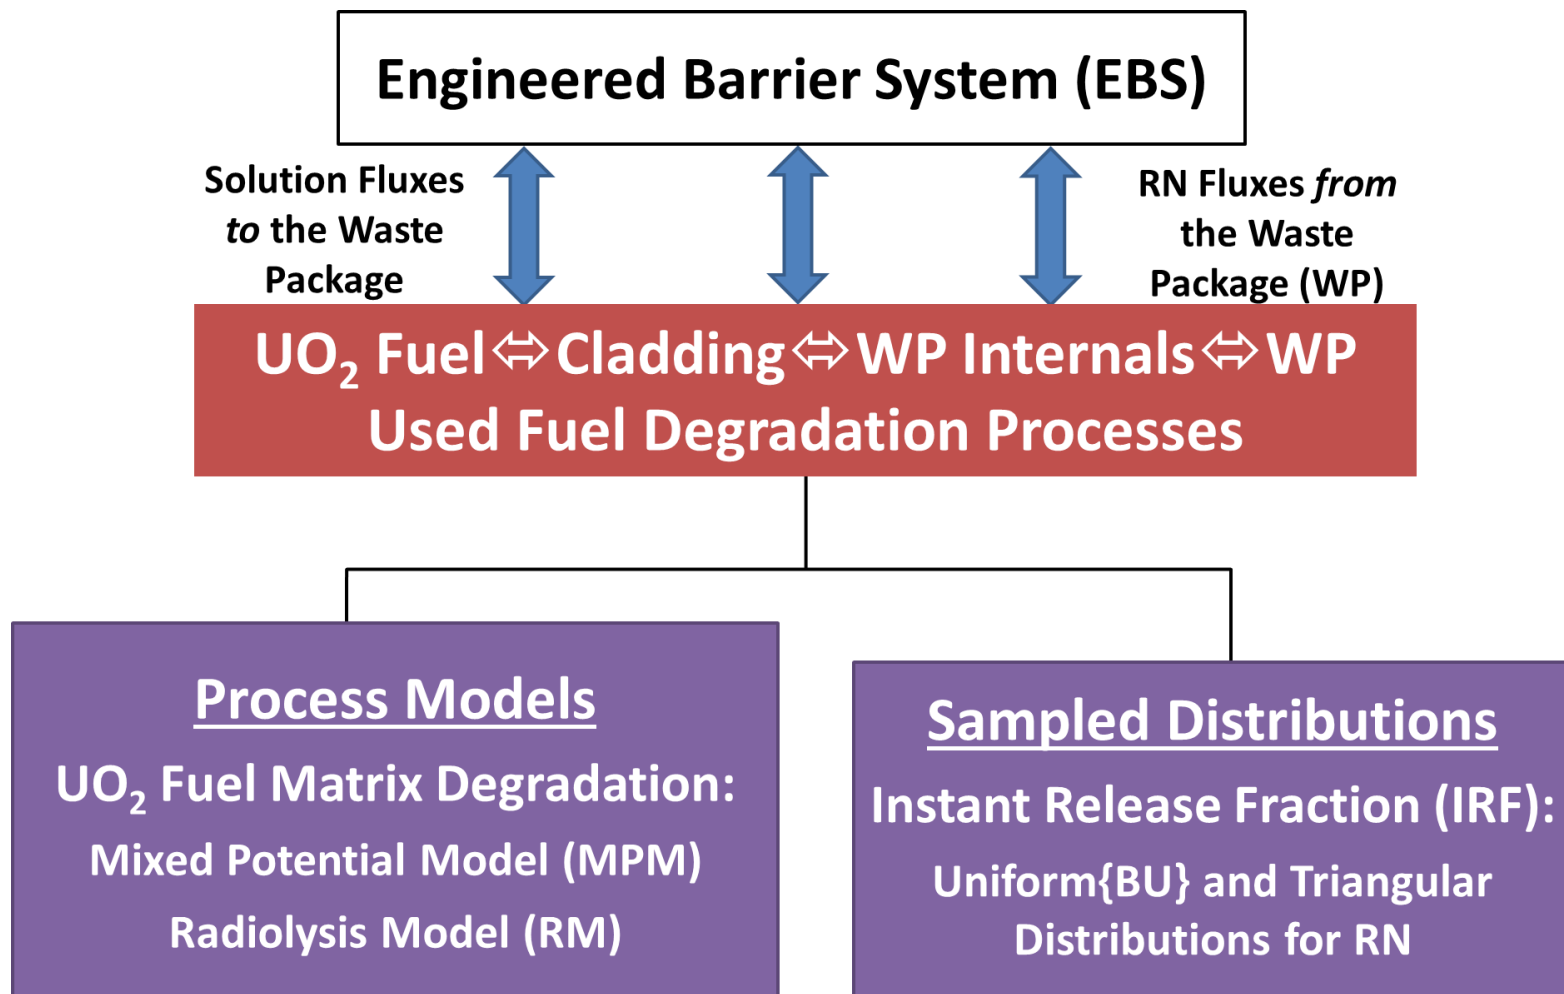 Engineered Barrier System (EBS)
Solution Fluxes
to the Waste
Package
RN Fluxes from
the Waste
Package (WP)
UO₂ Fuel⇔Cladding⇔WP Internals⇔WP
Used Fuel Degradation Processes
Process Models
UO₂ Fuel Matrix Degradation:
Mixed Potential Model (MPM)
Radiolysis Model (RM)
Sampled Distributions
Instant Release Fraction (IRF):
Uniform{BU} and Triangular
Distributions for RN